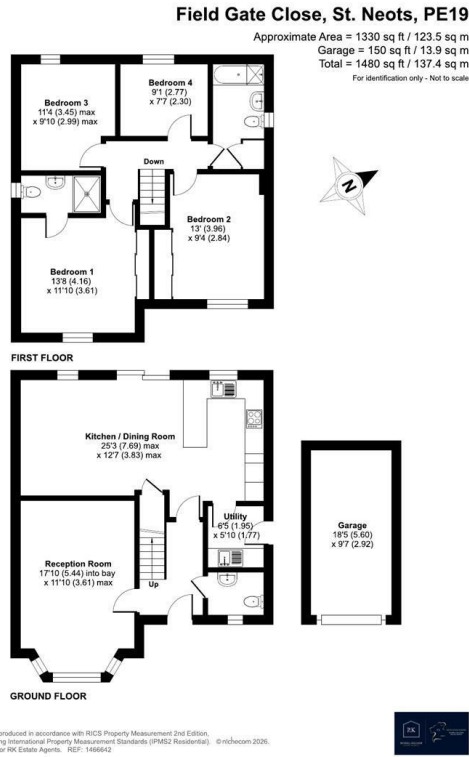 Field Gate Close, St. Neots, PE19
Approximate Area = 1330 sq ft / 123.5 sq m
Garage = 150 sq ft / 13.9 sq m
Total = 1480 sq ft / 137.4 sq m
For identification only - Not to scale
Bedroom 3
11'4 (3.45) max
x 9'10 (2.99) max
Bedroom 4
9'1 (2.77)
x 7'7 (2.30)
Down
N
Bedroom 2
13' (3.96)
x 9'4 (2.84)
Bedroom 1
13'8 (4.16)
x 11'10 (3.61)
FIRST FLOOR
Kitchen / Dining Room
25'3 (7.69) max
x 12'7 (3.83) max
Utility
6'5 (1.95)
x 5'10 (1.77)
Garage
18'5 (5.60)
x 9'7 (2.92)
Reception Room
17'10 (5.44) into bay
x 11'10 (3.61) max
Up
GROUND FLOOR
produced in accordance with RICS Property Measurement 2nd Edition,
ng International Property Measurement Standards (IPMS2 Residential). © nichecom 2026.
or RK Estate Agents. REF: 1466642
RK